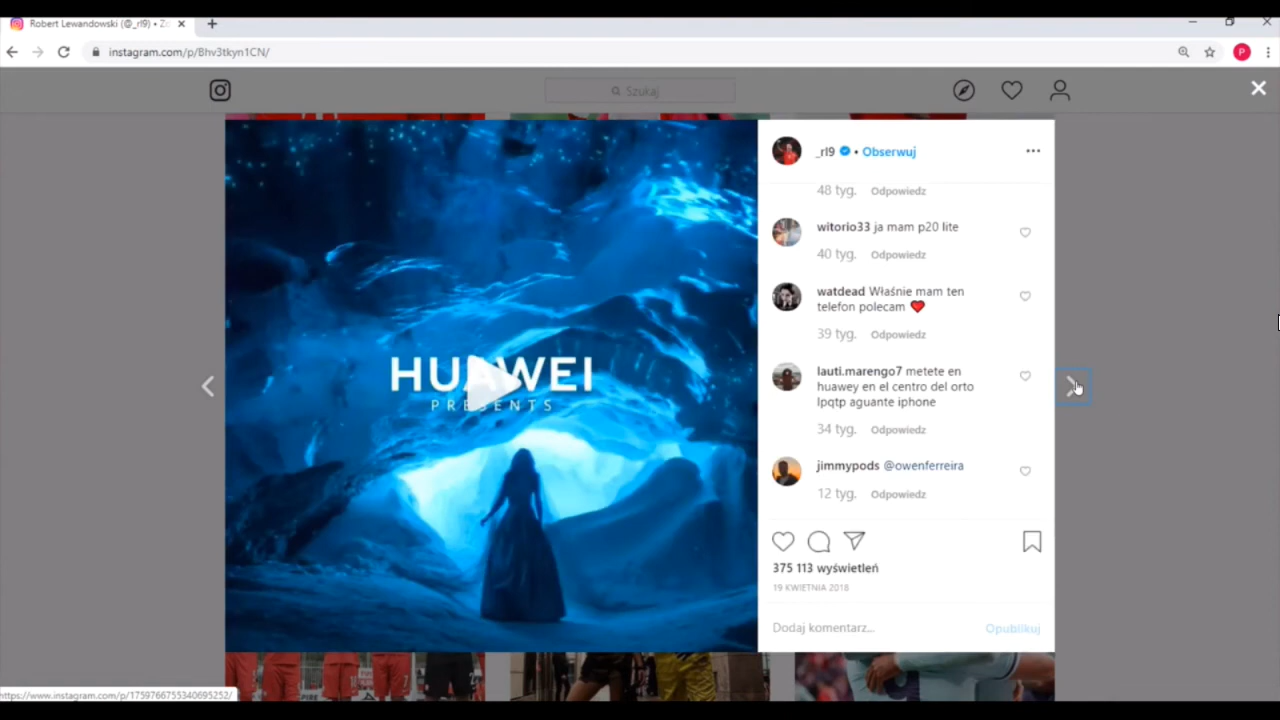 Robert Lewandowski (@_rl9) • Z
instagram.com/p/Bhv3tkyn1CN/
P
Szukaj
_rl9 • Obserwuj
48 tyg. Odpowiedz
witorio33 ja mam p20 lite
40 tyg. Odpowiedz
watdead Właśnie mam ten
telefon polecam ❤
39 tyg. Odpowiedz
lauti.marengo7 metete en
huawey en el centro del orto
lpqtp aguante iphone
34 tyg. Odpowiedz
jimmypods @owenferreira
12 tyg. Odpowiedz
HUAWEI
PRESENTS
375 113 wyświetleń
19 KWIETNIA 2018
Dodaj komentarz... Opublikuj
https://www.instagram.com/p/1759766755340695252/